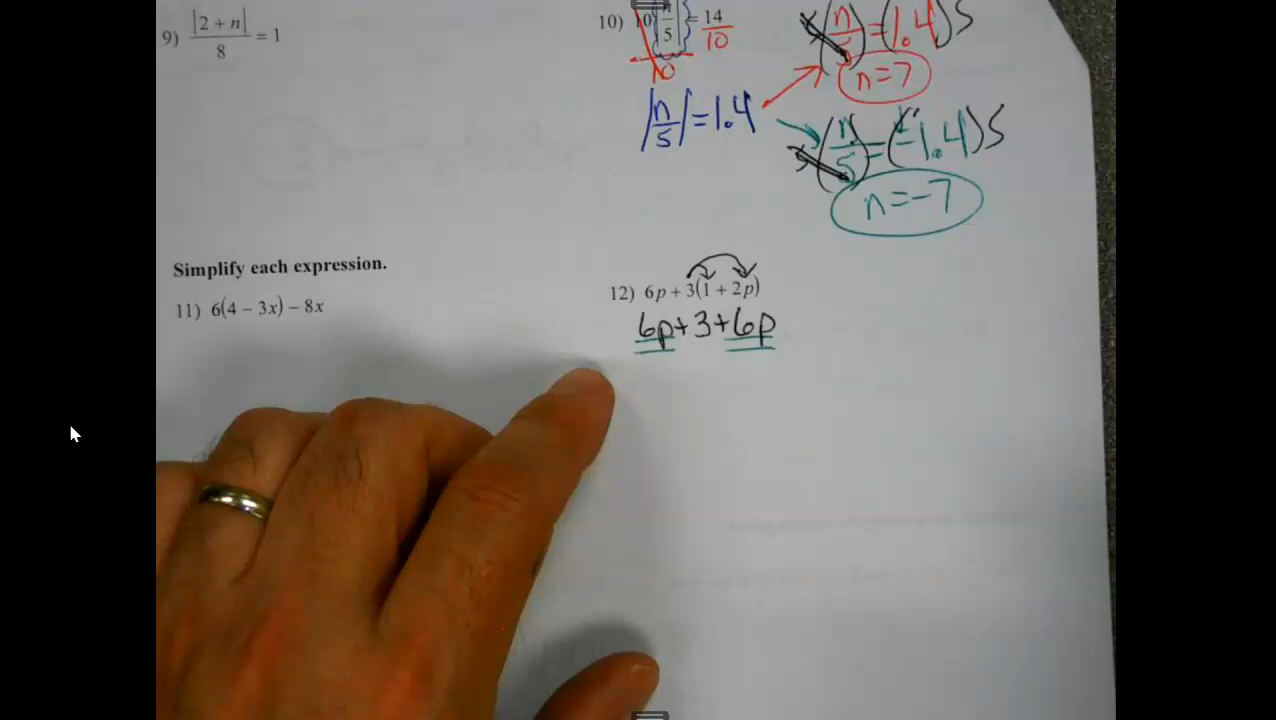 9) |2 + n| / 8 = 1
10) 10|n/5| = 14
10 10
|n/5| = 1.4
(n/5) = (1.4)5
n = 7
(n/5) = (-1.4)5
n = -7
Simplify each expression.
11) 6(4 − 3x) − 8x
12) 6p + 3(1 + 2p)
6p + 3 + 6p